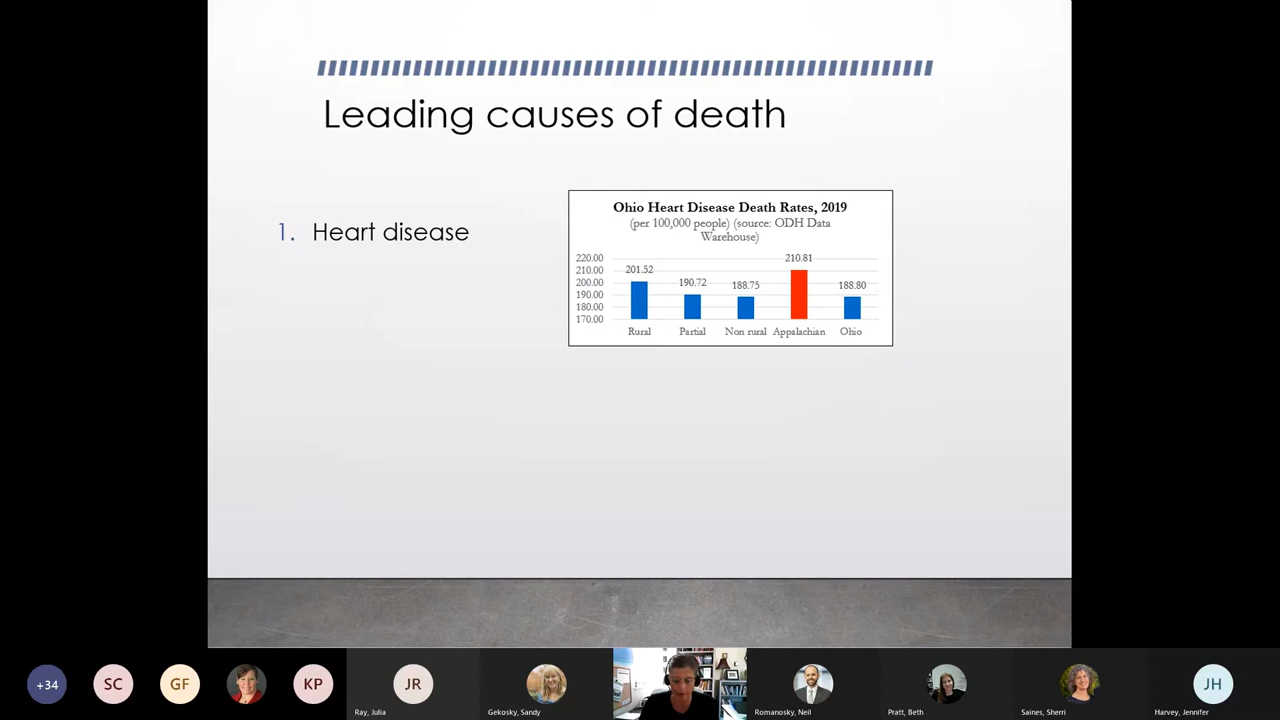 Leading causes of death
1. Heart disease
Ohio Heart Disease Death Rates, 2019
(per 100,000 people) (source: ODH Data
Warehouse)
220.00
210.00
200.00
190.00
180.00
170.00
201.52
190.72
188.75
210.81
188.80
Rural
Partial
Non rural
Appalachian
Ohio
+34
SC
GF
KP
JR
JH
Ray, Julia
Gekosky, Sandy
Romanosky, Neil
Pratt, Beth
Saines, Sherri
Harvey, Jennifer